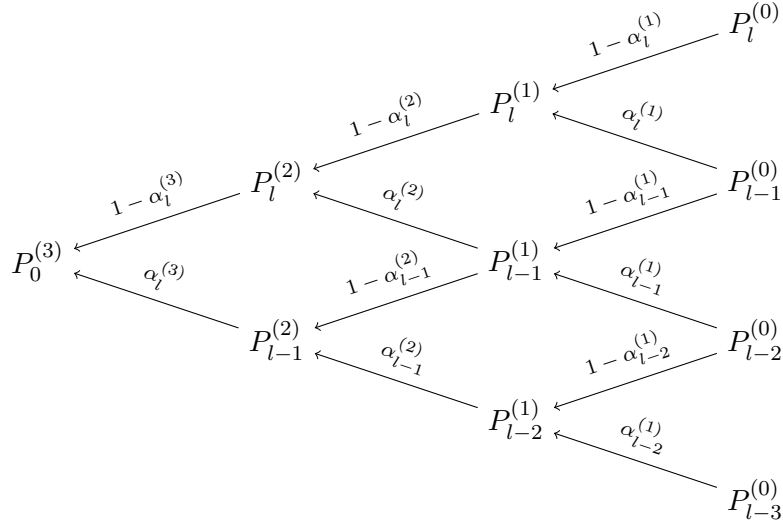 P_l^{(0)}
1 − α_l^{(1)}
P_l^{(1)}
1 − α_l^{(2)}
α_l^{(1)}
P_l^{(2)}
P_{l−1}^{(0)}
1 − α_l^{(3)}
α_l^{(2)}
1 − α_{l−1}^{(1)}
P_0^{(3)}
P_{l−1}^{(1)}
α_l^{(3)}
1 − α_{l−1}^{(2)}
α_{l−1}^{(1)}
P_{l−1}^{(2)}
P_{l−2}^{(0)}
α_{l−1}^{(2)}
1 − α_{l−2}^{(1)}
P_{l−2}^{(1)}
α_{l−2}^{(1)}
P_{l−3}^{(0)}